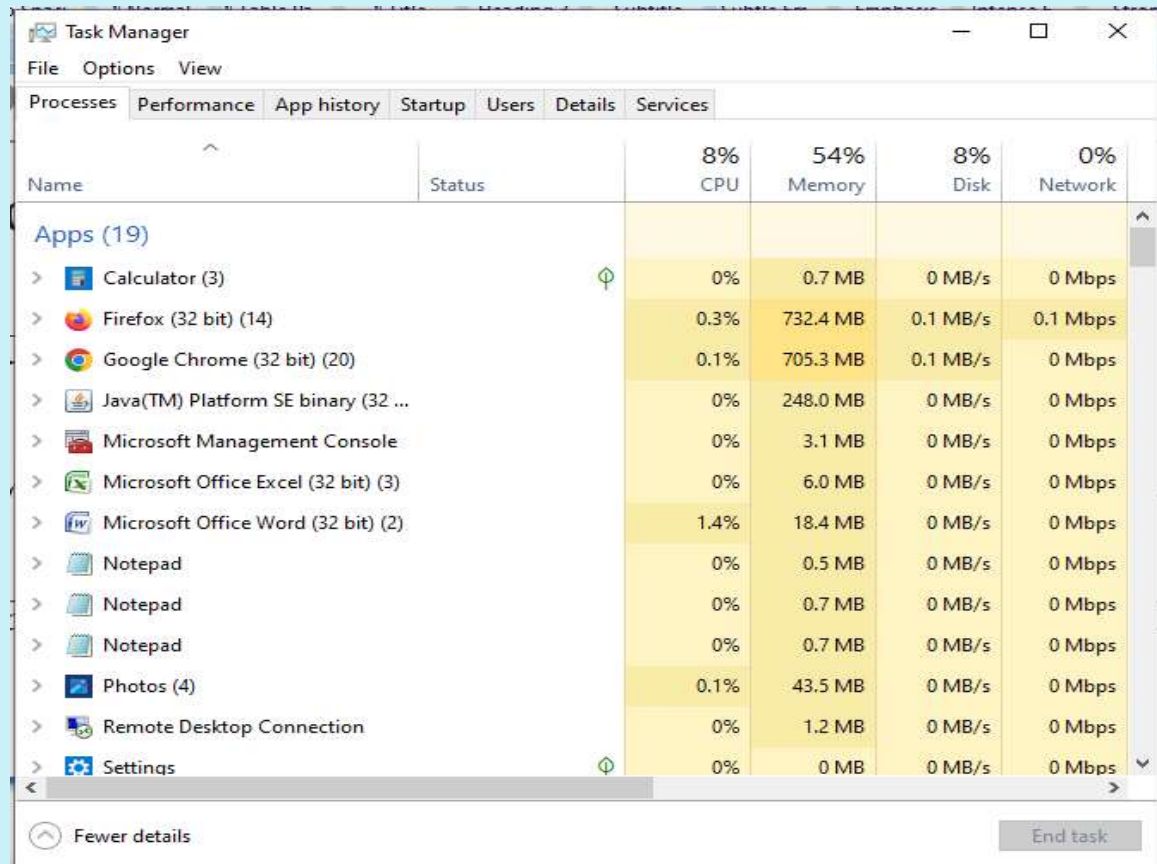 Task Manager
File Options View
Processes Performance App history Startup Users Details Services
8% 54% 8% 0%
Name Status CPU Memory Disk Network
Apps (19)
Calculator (3) 0% 0.7 MB 0 MB/s 0 Mbps
Firefox (32 bit) (14) 0.3% 732.4 MB 0.1 MB/s 0.1 Mbps
Google Chrome (32 bit) (20) 0.1% 705.3 MB 0.1 MB/s 0 Mbps
Java(TM) Platform SE binary (32 ... 0% 248.0 MB 0 MB/s 0 Mbps
Microsoft Management Console 0% 3.1 MB 0 MB/s 0 Mbps
Microsoft Office Excel (32 bit) (3) 0% 6.0 MB 0 MB/s 0 Mbps
Microsoft Office Word (32 bit) (2) 1.4% 18.4 MB 0 MB/s 0 Mbps
Notepad 0% 0.5 MB 0 MB/s 0 Mbps
Notepad 0% 0.7 MB 0 MB/s 0 Mbps
Notepad 0% 0.7 MB 0 MB/s 0 Mbps
Photos (4) 0.1% 43.5 MB 0 MB/s 0 Mbps
Remote Desktop Connection 0% 1.2 MB 0 MB/s 0 Mbps
Settings 0% 0 MB 0 MB/s 0 Mbps
Fewer details End task